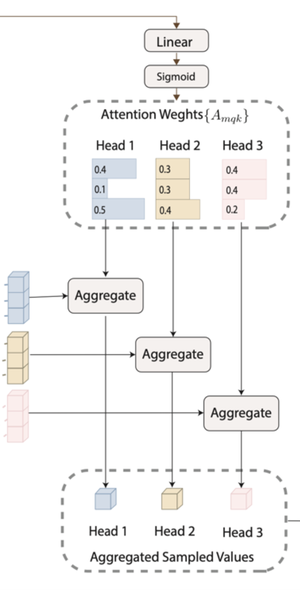 Linear
Sigmoid
Attention Weghts{A_{mqk}}
Head 1 Head 2 Head 3
0.4 0.3 0.4
0.1 0.3 0.4
0.5 0.4 0.2
Aggregate
Aggregate
Aggregate
Head 1 Head 2 Head 3
Aggregated Sampled Values